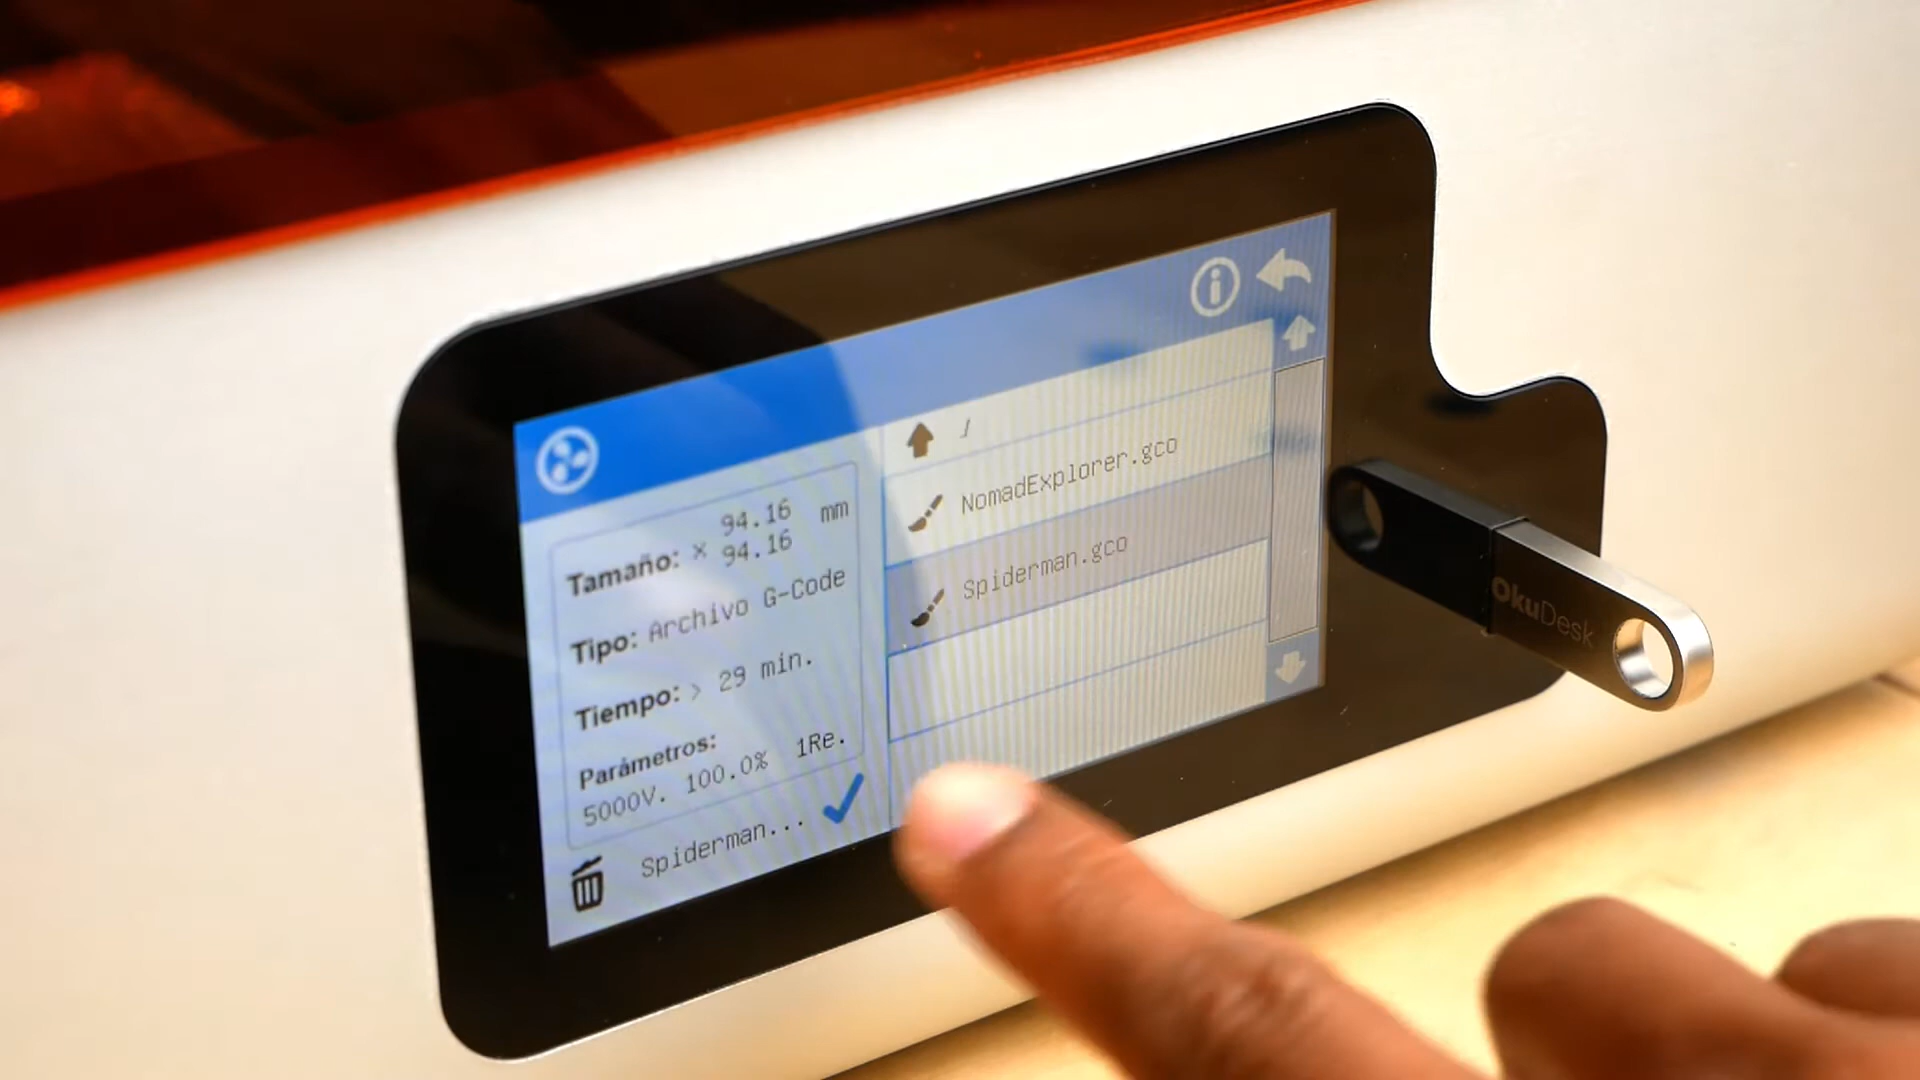 Tamaño: x 94.16 mm
94.16
Tipo: Archivo G-Code
Tiempo: > 29 min.
Parámetros:
5000V. 100.0% 1Re.
Spiderman...
./
NomadExplorer.gco
Spiderman.gco
OkuDesk